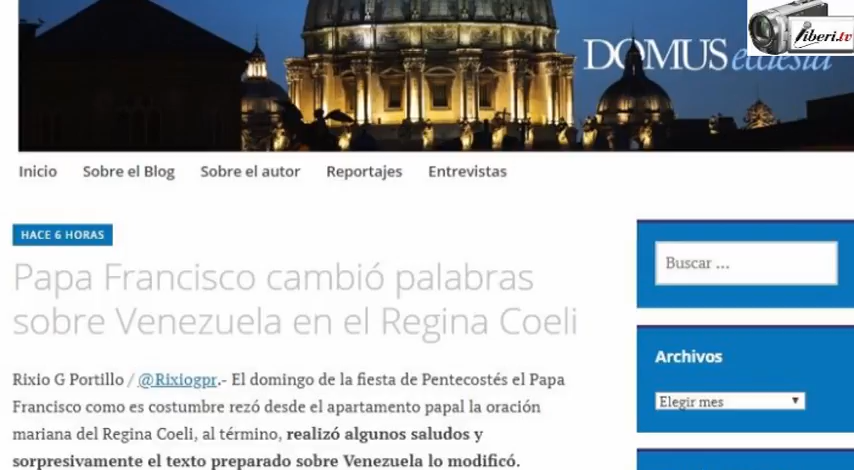 liberi.tv
DOMUSecclesia
Inicio Sobre el Blog Sobre el autor Reportajes Entrevistas
HACE 6 HORAS
Papa Francisco cambió palabras
sobre Venezuela en el Regina Coeli
Rixio G Portillo / @Rixiogpr.- El domingo de la fiesta de Pentecostés el Papa
Francisco como es costumbre rezó desde el apartamento papal la oración
mariana del Regina Coeli, al término, realizó algunos saludos y
sorpresivamente el texto preparado sobre Venezuela lo modificó.
Buscar ...
Archivos
Elegir mes